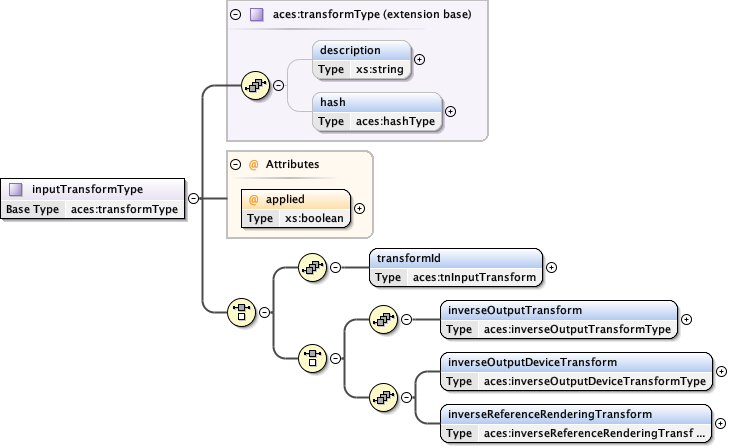 aces:transformType (extension base)
description
Type xs:string
hash
Type aces:hashType
@ Attributes
@ applied
Type xs:boolean
inputTransformType
Base Type aces:transformType
transformId
Type aces:tnInputTransform
inverseOutputTransform
Type aces:inverseOutputTransformType
inverseOutputDeviceTransform
Type aces:inverseOutputDeviceTransformType
inverseReferenceRenderingTransform
Type aces:inverseReferenceRenderingTransf ...